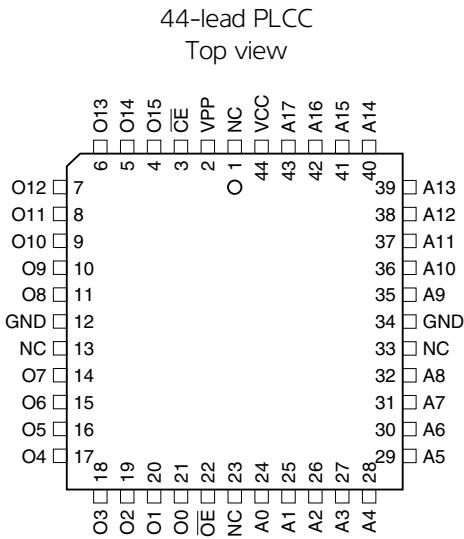 44-lead PLCC
Top view
O13 O14 O15 C̅E̅ VPP NC VCC A17 A16 A15 A14
6 5 4 3 2 1 44 43 42 41 40
O12 7 39 A13
O11 8 38 A12
O10 9 37 A11
O9 10 36 A10
O8 11 35 A9
GND 12 34 GND
NC 13 33 NC
O7 14 32 A8
O6 15 31 A7
O5 16 30 A6
O4 17 29 A5
18 19 20 21 22 23 24 25 26 27 28
O3 O2 O1 O0 O̅E̅ NC A0 A1 A2 A3 A4